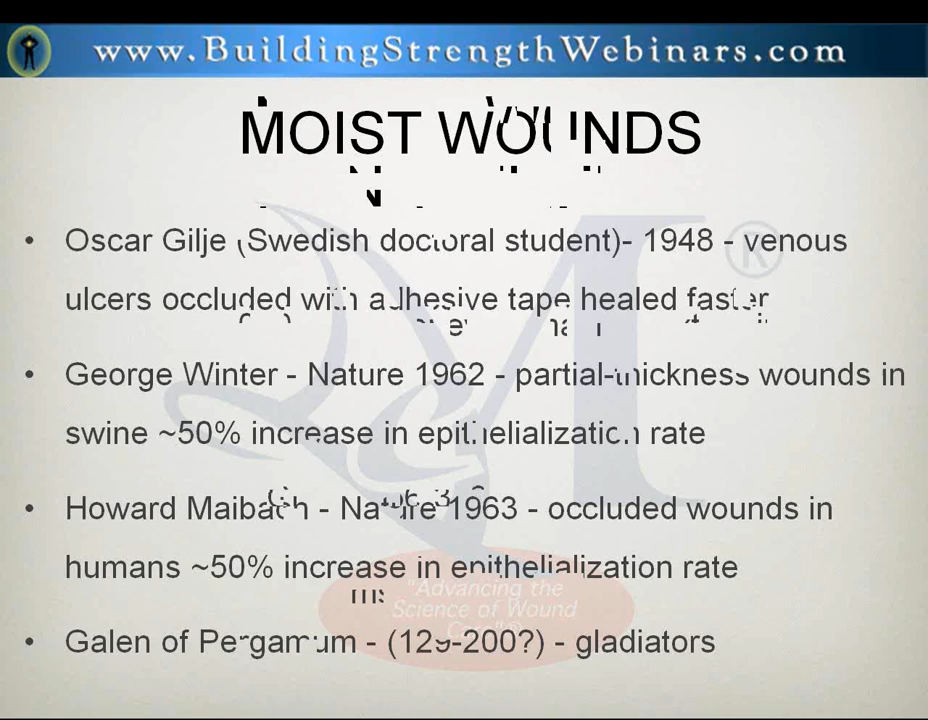 www.BuildingStrengthWebinars.com
MOIST WOUNDS
• Oscar Gilje (Swedish doctoral student)- 1948 - venous
ulcers occluded with adhesive tape healed faster
• George Winter - Nature 1962 - partial-thickness wounds in
swine ~50% increase in epithelialization rate
• Howard Maibach - Nature 1963 - occluded wounds in
humans ~50% increase in epithelialization rate
"Advancing the
Science of Wound
Care"®
• Galen of Pergamum - (129-200?) - gladiators
M
®